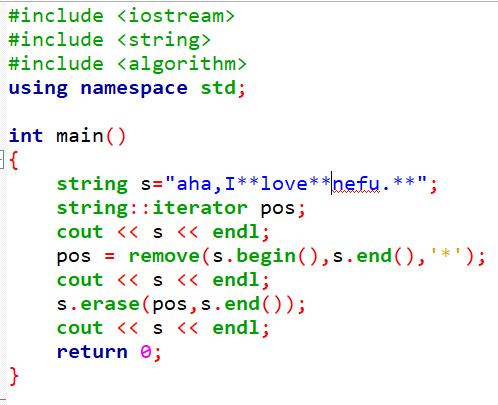 #include <iostream>
#include <string>
#include <algorithm>
using namespace std;
int main()
{
    string s="aha,I**love**nefu.**";
    string::iterator pos;
    cout << s << endl;
    pos = remove(s.begin(),s.end(),'*');
    cout << s << endl;
    s.erase(pos,s.end());
    cout << s << endl;
    return 0;
}